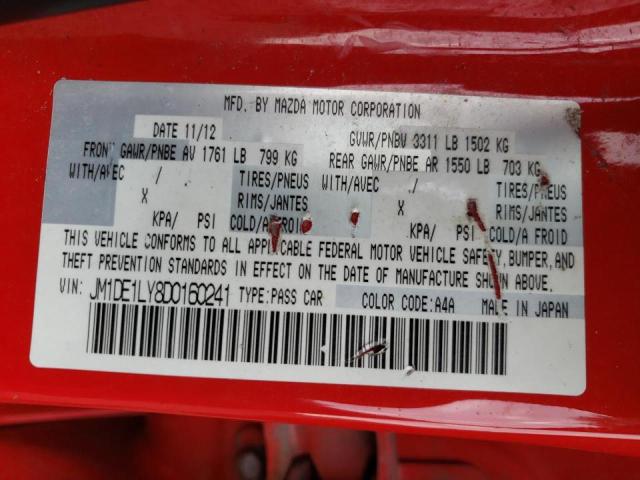 MFD. BY MAZDA MOTOR CORPORATION
DATE 11/12 GVWR/PNBV 3311 LB 1502 KG
FRONT GAWR/PNBE AV 1761 LB 799 KG REAR GAWR/PNBE AR 1550 LB 703 KG
WITH/AVEC / TIRES/PNEUS WITH/AVEC / TIRES/PNEUS
X RIMS/JANTES X RIMS/JANTES
KPA/ PSI COLD/A FROID KPA/ PSI COLD/A FROID
THIS VEHICLE CONFORMS TO ALL APPLICABLE FEDERAL MOTOR VEHICLE SAFETY, BUMPER, AND
THEFT PREVENTION STANDARDS IN EFFECT ON THE DATE OF MANUFACTURE SHOWN ABOVE.
VIN: JM1DE1LY8D0160241 TYPE:PASS CAR COLOR CODE:A4A MADE IN JAPAN